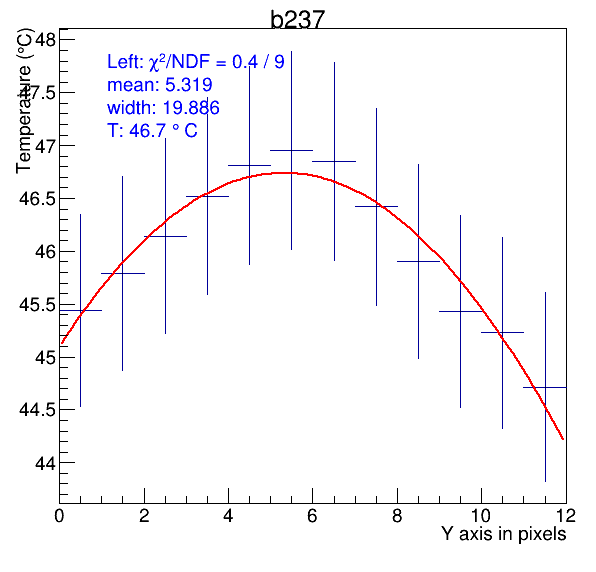 b237
Temperature (°C)
Left: χ²/NDF = 0.4 / 9
mean: 5.319
width: 19.886
T: 46.7 ° C
48
47.5
47
46.5
46
45.5
45
44.5
44
0 2 4 6 8 10 12
Y axis in pixels